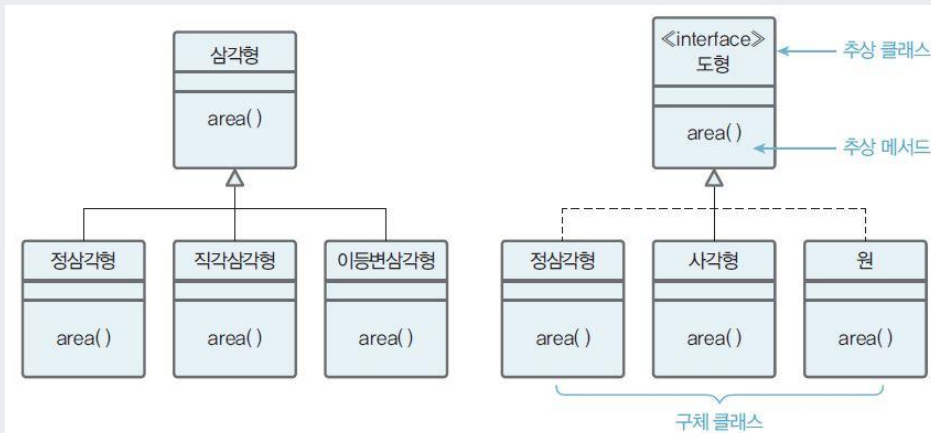 삼각형
area( )
정삼각형
area( )
직각삼각형
area( )
이등변삼각형
area( )
≪interface≫
도형
area( )
추상 클래스
추상 메서드
정삼각형
area( )
사각형
area( )
원
area( )
구체 클래스